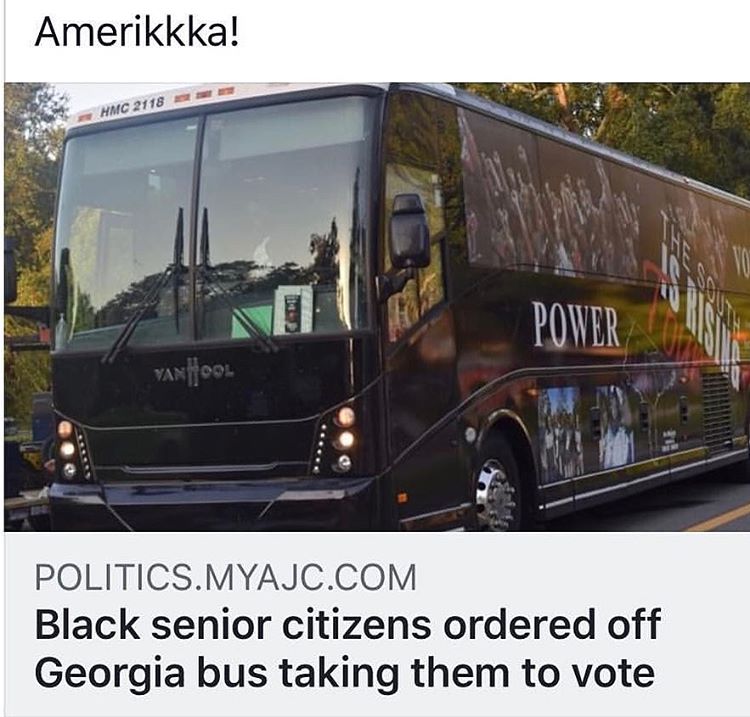 Amerikkka!
HMC 2118
VANHOOL
POWER
THE SOUTH
IS RISING
VO
POLITICS.MYAJC.COM
Black senior citizens ordered off
Georgia bus taking them to vote